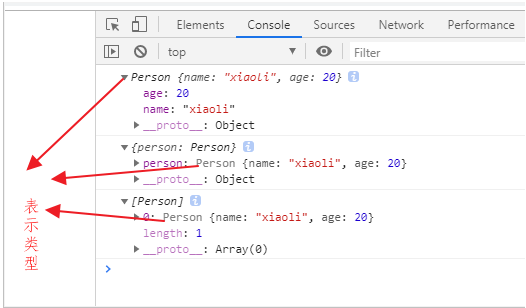 Elements Console Sources Network Performance
top Filter
Person {name: "xiaoli", age: 20}
age: 20
name: "xiaoli"
__proto__: Object
{person: Person}
person: Person {name: "xiaoli", age: 20}
__proto__: Object
[Person]
0: Person {name: "xiaoli", age: 20}
length: 1
__proto__: Array(0)
表示类型